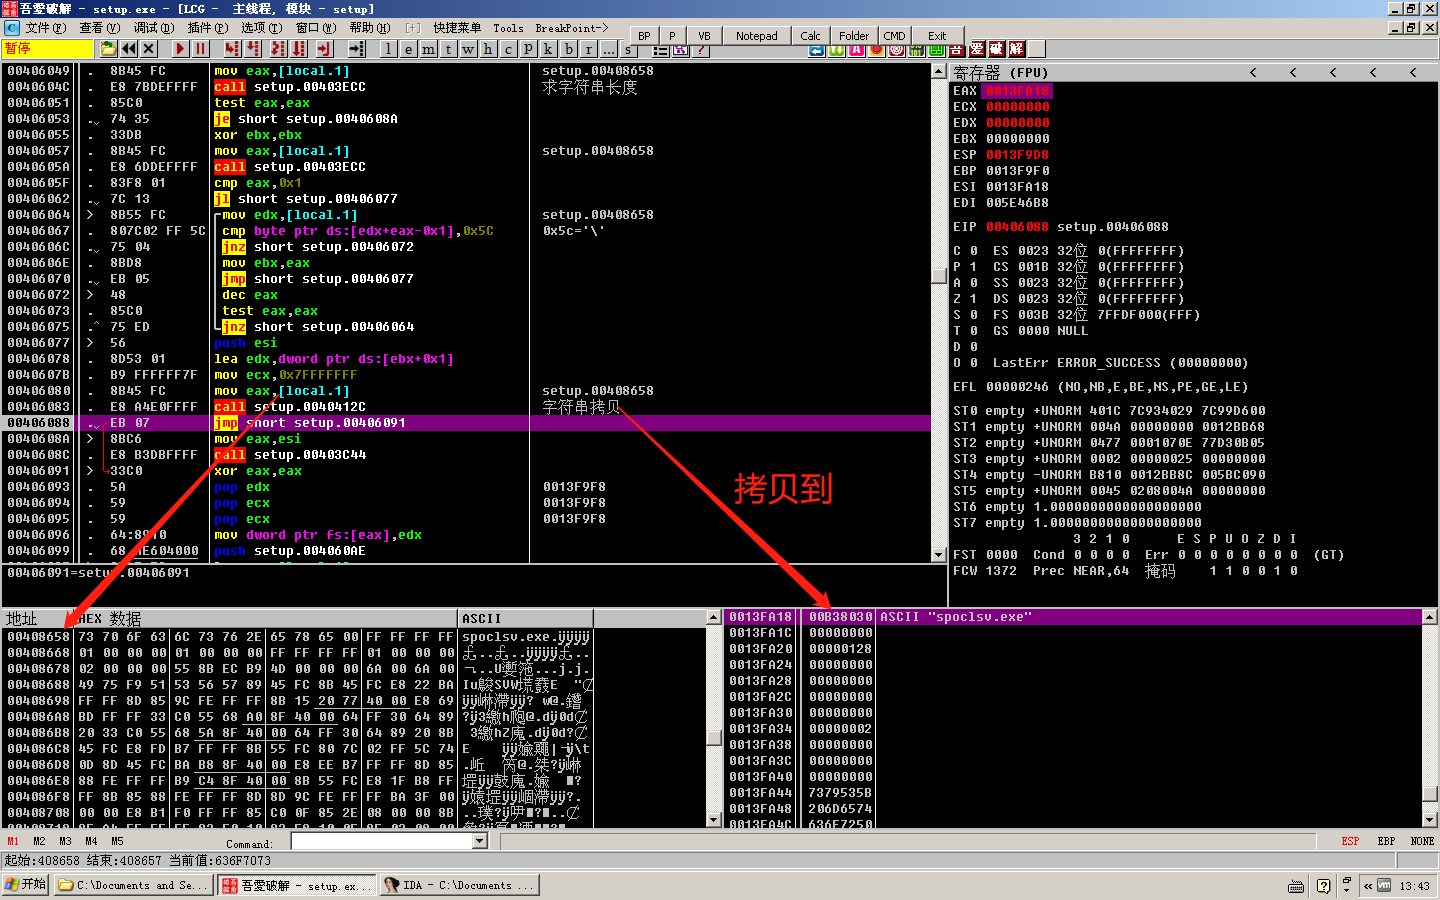 吾爱破解 - setup.exe - [LCG -  主线程, 模块 - setup]
文件(F) 查看(V) 调试(D) 插件(P) 选项(T) 窗口(W) 帮助(H) [+] 快捷菜单 Tools BreakPoint->
BP P VB Notepad Calc Folder CMD Exit
暂停
l e m t w h c p k b r ... s
00406049 . 8B45 FC mov eax,[local.1] setup.00408658
0040604C . E8 7BDEFFFF call setup.00403ECC 求字符串长度
00406051 . 85C0 test eax,eax
00406053 . 74 35 je short setup.0040608A
00406055 . 33DB xor ebx,ebx
00406057 . 8B45 FC mov eax,[local.1] setup.00408658
0040605A . E8 6DDEFFFF call setup.00403ECC
0040605F . 83F8 01 cmp eax,0x1
00406062 . 7C 13 jl short setup.00406077
00406064 > 8B55 FC mov edx,[local.1] setup.00408658
00406067 . 807C02 FF 5C cmp byte ptr ds:[edx+eax-0x1],0x5C 0x5c='\'
0040606C . 75 04 jnz short setup.00406072
0040606E . 8BD8 mov ebx,eax
00406070 . EB 05 jmp short setup.00406077
00406072 > 48 dec eax
00406073 . 85C0 test eax,eax
00406075 .^ 75 ED jnz short setup.00406064
00406077 > 56 push esi
00406078 . 8D53 01 lea edx,dword ptr ds:[ebx+0x1]
0040607B . B9 FFFFFF7F mov ecx,0x7FFFFFFF
00406080 . 8B45 FC mov eax,[local.1] setup.00408658
00406083 . E8 A4E0FFFF call setup.0040412C 字符串拷贝
00406088 . EB 07 jmp short setup.00406091
0040608A > 8BC6 mov eax,esi
0040608C . E8 B3DBFFFF call setup.00403C44
00406091 > 33C0 xor eax,eax
00406093 . 5A pop edx 0013F9F8
00406094 . 59 pop ecx 0013F9F8
00406095 . 59 pop ecx 0013F9F8
00406096 . 64:8910 mov dword ptr fs:[eax],edx
00406099 . 68 AE604000 push setup.004060AE
00406091=setup.00406091
寄存器 (FPU) < < < < <
EAX 0013FA18
ECX 00000000
EDX 00000000
EBX 00000000
ESP 0013F9D8
EBP 0013F9F0
ESI 0013FA18
EDI 005E46B8
EIP 00406088 setup.00406088
C 0 ES 0023 32位 0(FFFFFFFF)
P 1 CS 001B 32位 0(FFFFFFFF)
A 0 SS 0023 32位 0(FFFFFFFF)
Z 1 DS 0023 32位 0(FFFFFFFF)
S 0 FS 003B 32位 7FFDF000(FFF)
T 0 GS 0000 NULL
D 0
O 0 LastErr ERROR_SUCCESS (00000000)
EFL 00000246 (NO,NB,E,BE,NS,PE,GE,LE)
ST0 empty +UNORM 401C 7C934029 7C99D600
ST1 empty +UNORM 004A 00000000 0012BB68
ST2 empty +UNORM 0477 0001070E 77D30B05
ST3 empty +UNORM 0002 00000025 00000000
ST4 empty -UNORM B810 0012BB8C 005BC090
ST5 empty +UNORM 0045 0208004A 00000000
ST6 empty 1.0000000000000000000
ST7 empty 1.0000000000000000000
3 2 1 0 E S P U O Z D I
FST 0000 Cond 0 0 0 0 Err 0 0 0 0 0 0 0 0 (GT)
FCW 1372 Prec NEAR,64 掩码 1 1 0 0 1 0
拷贝到
地址 HEX 数据 ASCII
00408658 73 70 6F 63 6C 73 76 2E 65 78 65 00 FF FF FF FF spoclsv.exe.
00408668 01 00 00 00 01 00 00 00 FF FF FF FF 01 00 00 00
00408678 02 00 00 00 55 8B EC B9 4D 00 00 00 6A 00 6A 00
00408688 49 75 F9 51 53 56 57 89 45 FC 8B 45 FC E8 22 BA
00408698 FF FF 8D 85 9C FE FF FF 8B 15 20 77 40 00 E8 69
004086A8 BD FF FF 33 C0 55 68 A0 8F 40 00 64 FF 30 64 89
004086B8 20 33 C0 55 68 5A 8F 40 00 64 FF 30 64 89 20 8B
004086C8 45 FC E8 FD B7 FF FF 8B 55 FC 80 7C 02 FF 5C 74
004086D8 0D 8D 45 FC BA B8 8F 40 00 E8 EE B7 FF FF 8D 85
004086E8 88 FE FF FF B9 C4 8F 40 00 8B 55 FC E8 1F B8 FF
004086F8 FF 8B 85 88 FE FF FF 8D 8D 9C FE FF FF BA 3F 00
00408708 00 00 E8 B1 F0 FF FF 85 C0 0F 85 2E 08 00 00 8B
0013FA18 00B38030 ASCII "spoclsv.exe"
0013FA1C 00000000
0013FA20 00000128
0013FA24 00000000
0013FA28 00000000
0013FA2C 00000000
0013FA30 00000000
0013FA34 00000002
0013FA38 00000000
0013FA3C 00000000
0013FA40 00000000
0013FA44 7379535B
0013FA48 206D6574
0013FA4C 636F7250
M1 M2 M3 M4 M5 Command: ESP EBP NONE
起始:408658 结束:408657 当前值:636F7073
开始 C:\Documents and Se... 吾爱破解 - setup.ex... IDA - C:\Documents ... 13:43